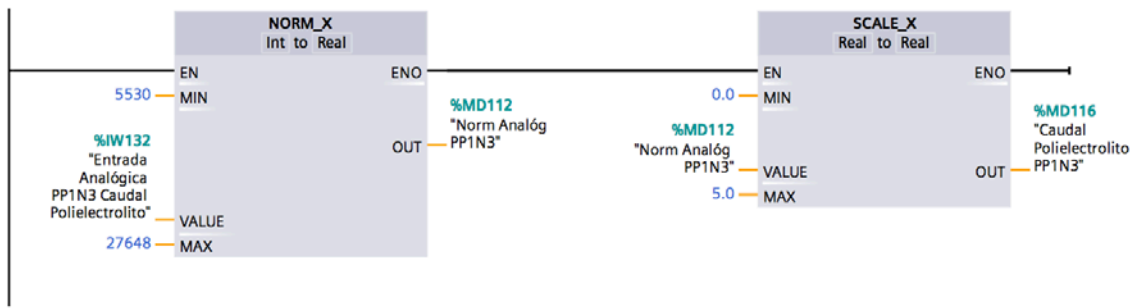 NORM_X
Int to Real
EN
ENO
5530
MIN
%IW132
"Entrada
Analógica
PP1N3 Caudal
Polielectrolito"
VALUE
27648
MAX
OUT
%MD112
"Norm Analóg
PP1N3"
SCALE_X
Real to Real
EN
ENO
0.0
MIN
%MD112
"Norm Analóg
PP1N3"
VALUE
5.0
MAX
OUT
%MD116
"Caudal
Polielectrolito
PP1N3"